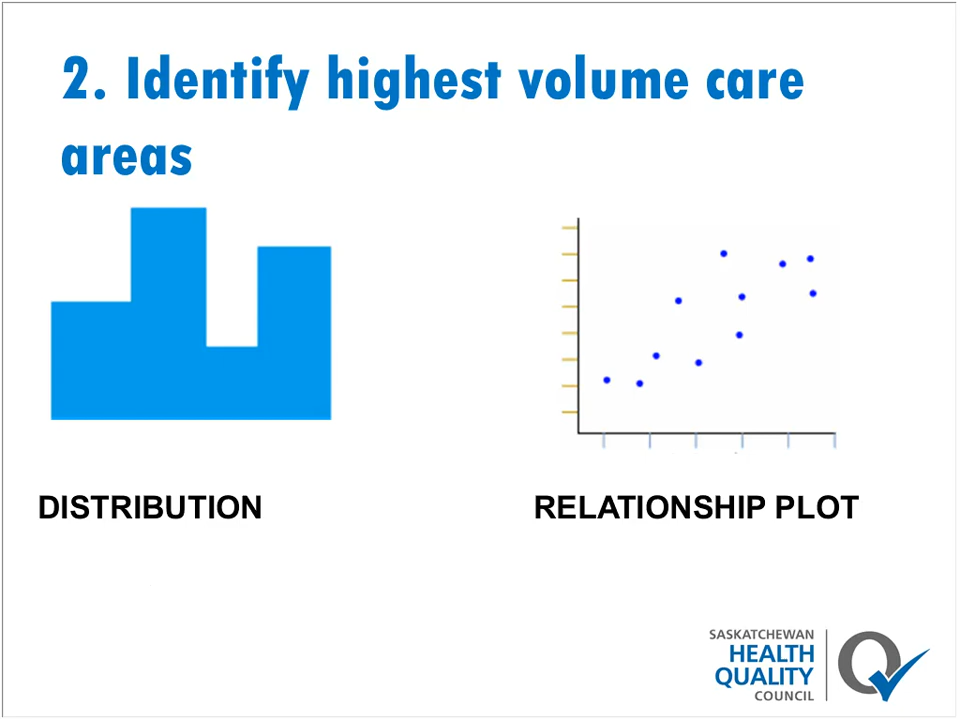 2. Identify highest volume care
areas
DISTRIBUTION
RELATIONSHIP PLOT
SASKATCHEWAN
HEALTH
QUALITY
COUNCIL